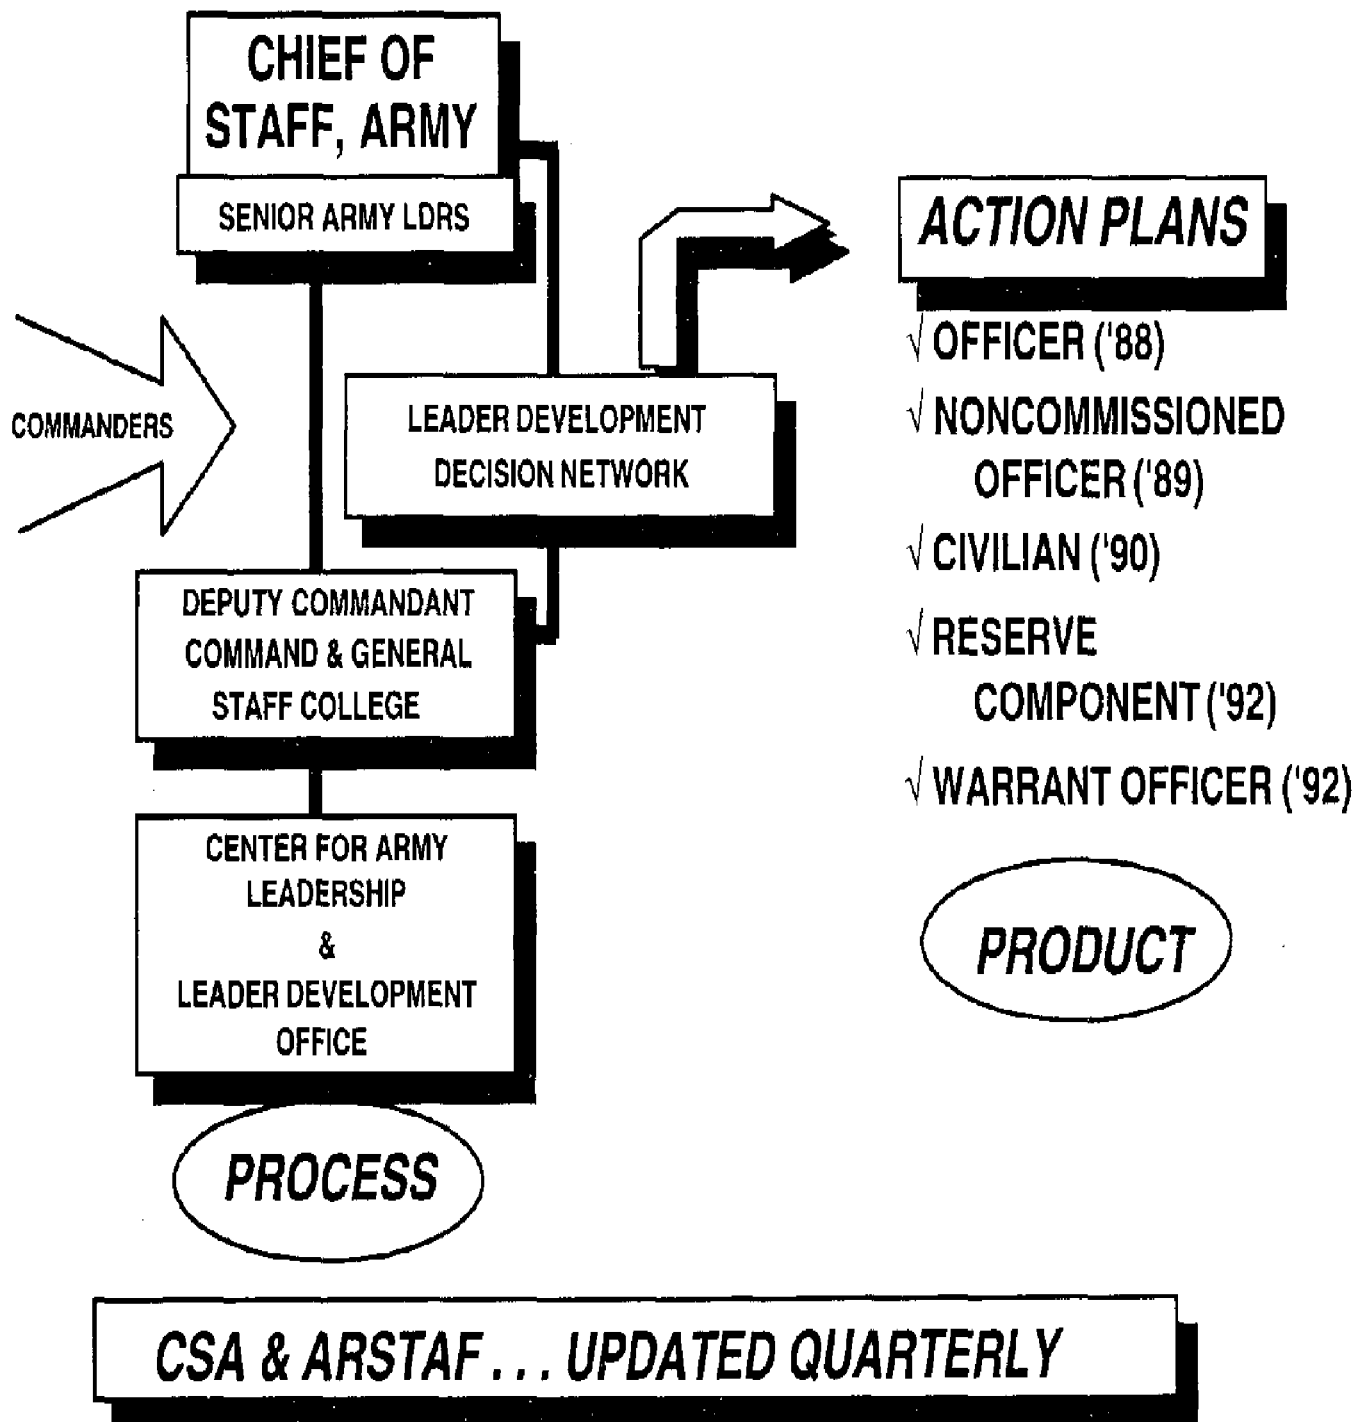 CHIEF OF
STAFF, ARMY
SENIOR ARMY LDRS
COMMANDERS
LEADER DEVELOPMENT
DECISION NETWORK
DEPUTY COMMANDANT
COMMAND & GENERAL
STAFF COLLEGE
CENTER FOR ARMY
LEADERSHIP
&
LEADER DEVELOPMENT
OFFICE
PROCESS
ACTION PLANS
√ OFFICER ('88)
√ NONCOMMISSIONED
OFFICER ('89)
√ CIVILIAN ('90)
√ RESERVE
COMPONENT ('92)
√ WARRANT OFFICER ('92)
PRODUCT
CSA & ARSTAF . . . UPDATED QUARTERLY